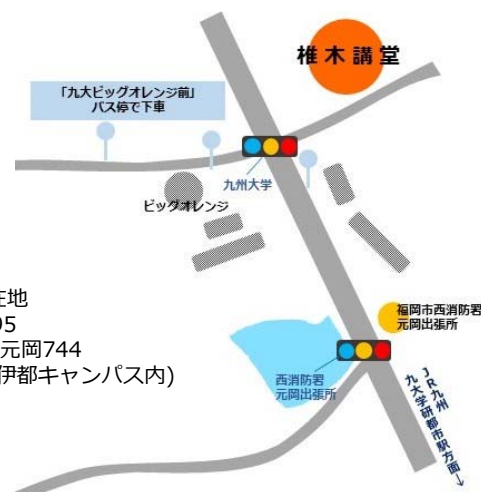 椎木講堂
「九大ビッグオレンジ前」
バス停で下車
九州大学
ビッグオレンジ
在地
95
元岡744
伊都キャンパス内)
福岡市西消防署
元岡出張所
西消防署
元岡出張所
JR九州
九大学研都市駅方面→